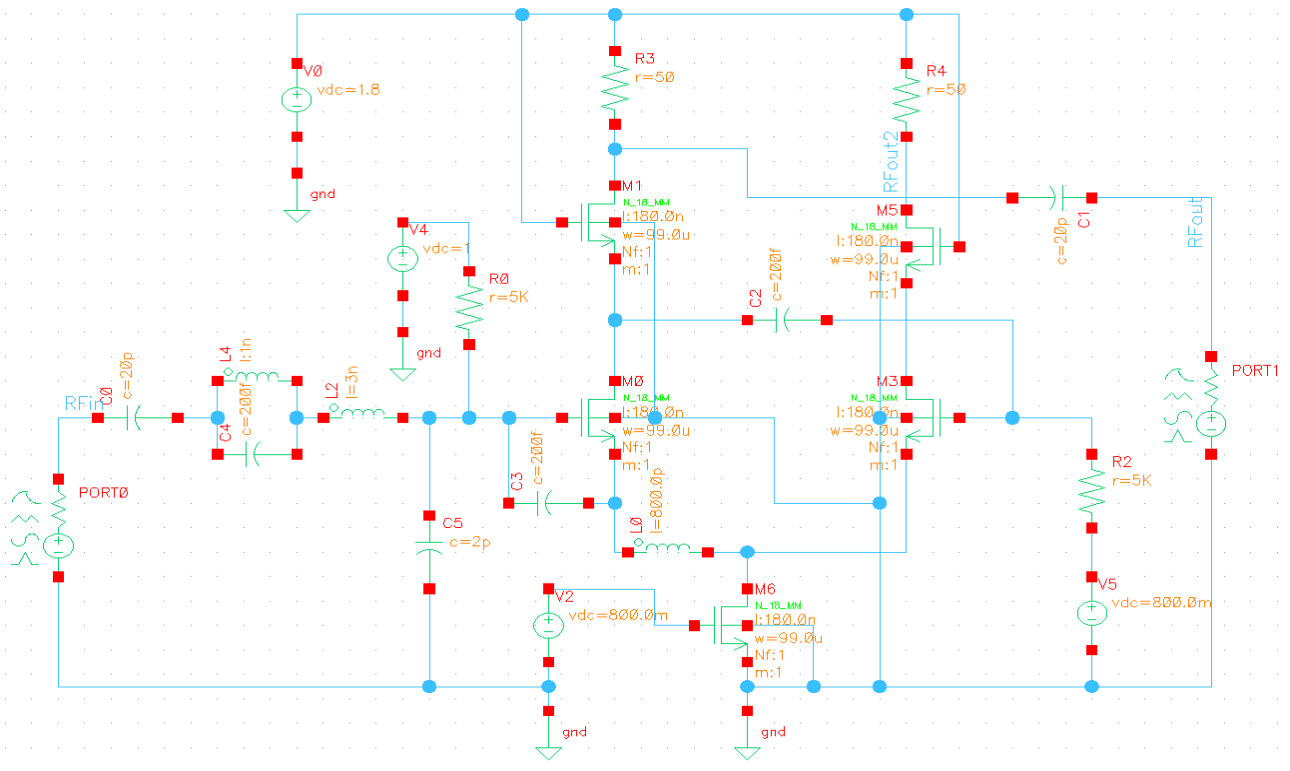 V0
vdc=1.8
gnd
R3
r=50
R4
r=50
RFout2
M1
N_18_MM
l:180.0n
w=99.0u
Nf:1
m:1
M5
N_18_MM
l:180.0n
w=99.0u
Nf:1
m:1
C1
c=20p
RFout
V4
vdc=1
gnd
R0
r=5K
C2
c=200f
RFin
C0
c=20p
L4
l:1n
C4
c=200f
L2
l=3n
M0
N_18_MM
l:180.0n
w=99.0u
Nf:1
m:1
M3
N_18_MM
l:180.0n
w=99.0u
Nf:1
m:1
PORT1
PORT0
C3
c=200f
C5
c=2p
L0
l=800.0p
R2
r=5K
V2
vdc=800.0m
gnd
M6
N_18_MM
l:180.0n
w=99.0u
Nf:1
m:1
gnd
V5
vdc=800.0m